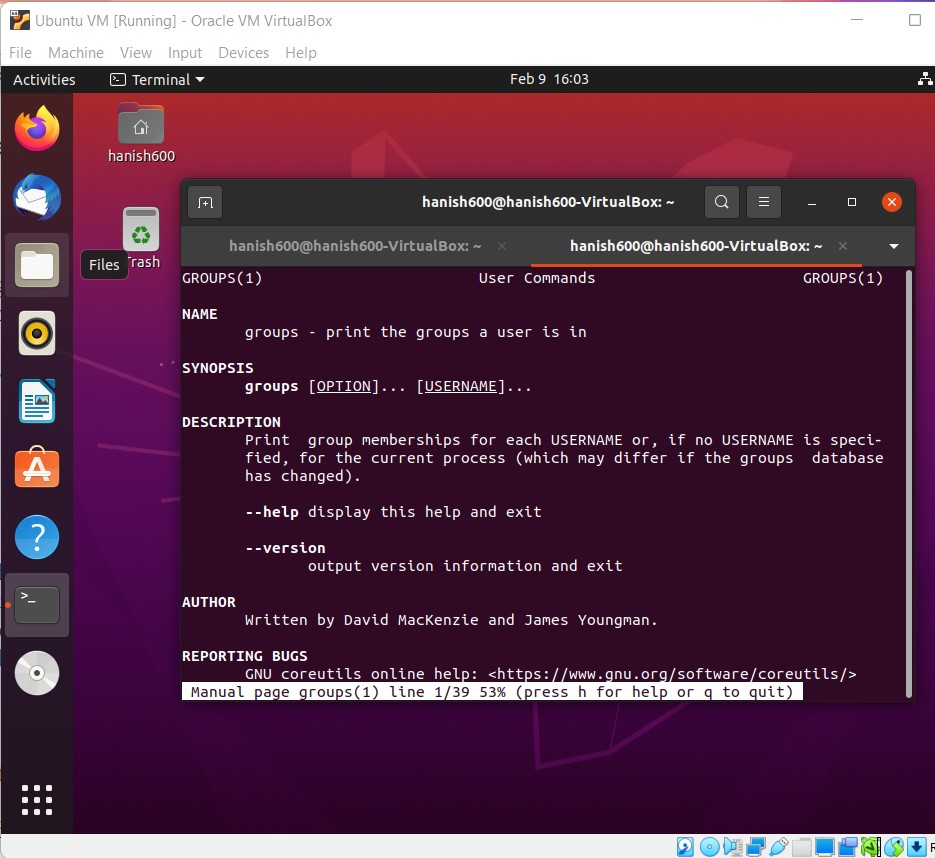 Ubuntu VM [Running] - Oracle VM VirtualBox
File Machine View Input Devices Help
Activities Terminal Feb 9 16:03
hanish600
Trash
Files
hanish600@hanish600-VirtualBox: ~
hanish600@hanish600-VirtualBox: ~ × hanish600@hanish600-VirtualBox: ~ ×
GROUPS(1) User Commands GROUPS(1)
NAME
groups - print the groups a user is in
SYNOPSIS
groups [OPTION]... [USERNAME]...
DESCRIPTION
Print  group memberships for each USERNAME or, if no USERNAME is speci-
fied, for the current process (which may differ if the groups  database
has changed).
--help display this help and exit
--version
output version information and exit
AUTHOR
Written by David MacKenzie and James Youngman.
REPORTING BUGS
GNU coreutils online help: <https://www.gnu.org/software/coreutils/>
Manual page groups(1) line 1/39 53% (press h for help or q to quit)